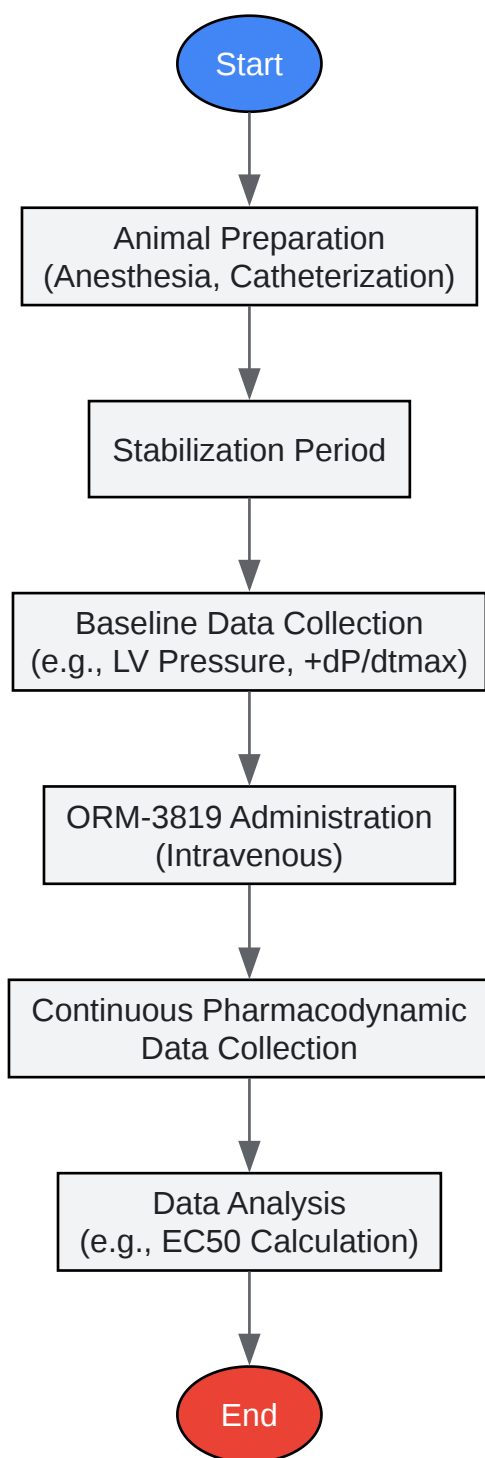 Start
Animal Preparation
(Anesthesia, Catheterization)
Stabilization Period
Baseline Data Collection
(e.g., LV Pressure, +dP/dtmax)
ORM-3819 Administration
(Intravenous)
Continuous Pharmacodynamic
Data Collection
Data Analysis
(e.g., EC50 Calculation)
End